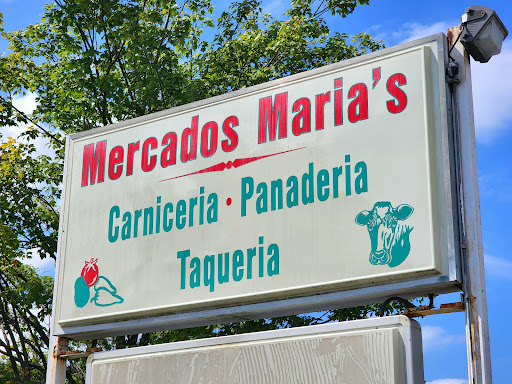 Mercados Maria's
Carniceria • Panaderia
Taqueria